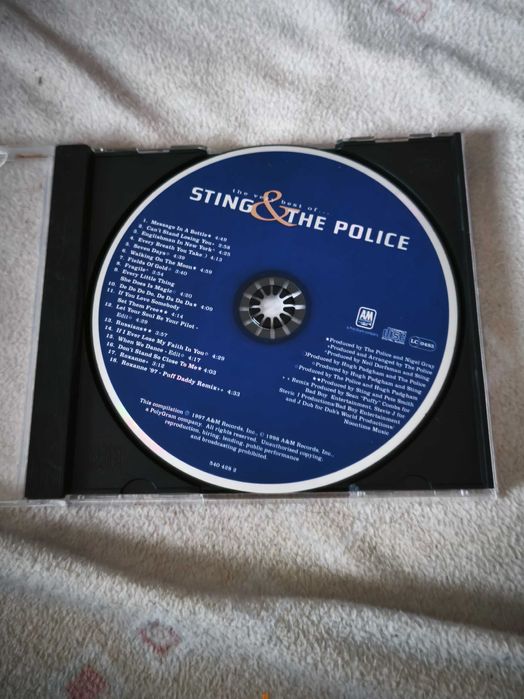 the very best of...
STING & THE POLICE
1. Message In A Bottle★ 4:49
2. Can't Stand Losing You• 2:58
3. Englishman In New York° 4:25
4. Every Breath You Take ) 4:13
5. Seven Days° 4:39
6. Walking On The Moon★ 4:59
7. Fields Of Gold○ 3:40
8. Fragile° 3:54
9. Every Little Thing
She Does Is Magic○ 4:20
10. De Do Do Do, De Da Da Da★ 4:09
11. If You Love Somebody
Set Them Free★★ 4:14
12. Let Your Soul Be Your Pilot -
Edit○ 4:29
13. Russians★★ 3:57
14. If I Ever Lose My Faith In You○ 4:29
15. When We Dance - Edit○ 4:17
16. Don't Stand So Close To Me★ 4:03
17. Roxanne• 3:12
18. Roxanne '97 - Puff Daddy Remix⋆⋆ 4:33
A&M
A PolyGram company
COMPACT
disc
DIGITAL AUDIO
LC 0485
★Produced by The Police and Nigel Gray
•Produced and Arranged by The Police
°Produced by Neil Dorfsman and Sting
)Produced by Hugh Padgham and The Police
○Produced by Hugh Padgham and Sting
○Produced by The Police and Hugh Padgham
★★Produced by Sting and Pete Smith
⋆⋆ Remix Produced by Sean "Puffy" Combs for
Bad Boy Entertainment, Stevie J for
Stevie J Productions/Bad Boy Entertainment
and J Dub for Dub's World Productions/
Nosuttins Music
This compilation ℗ 1997 A&M Records, Inc., © 1998 A&M Records, Inc.,
a PolyGram company. All rights reserved. Unauthorised copying,
reproduction, hiring, lending, public performance
and broadcasting prohibited.
540 428 2